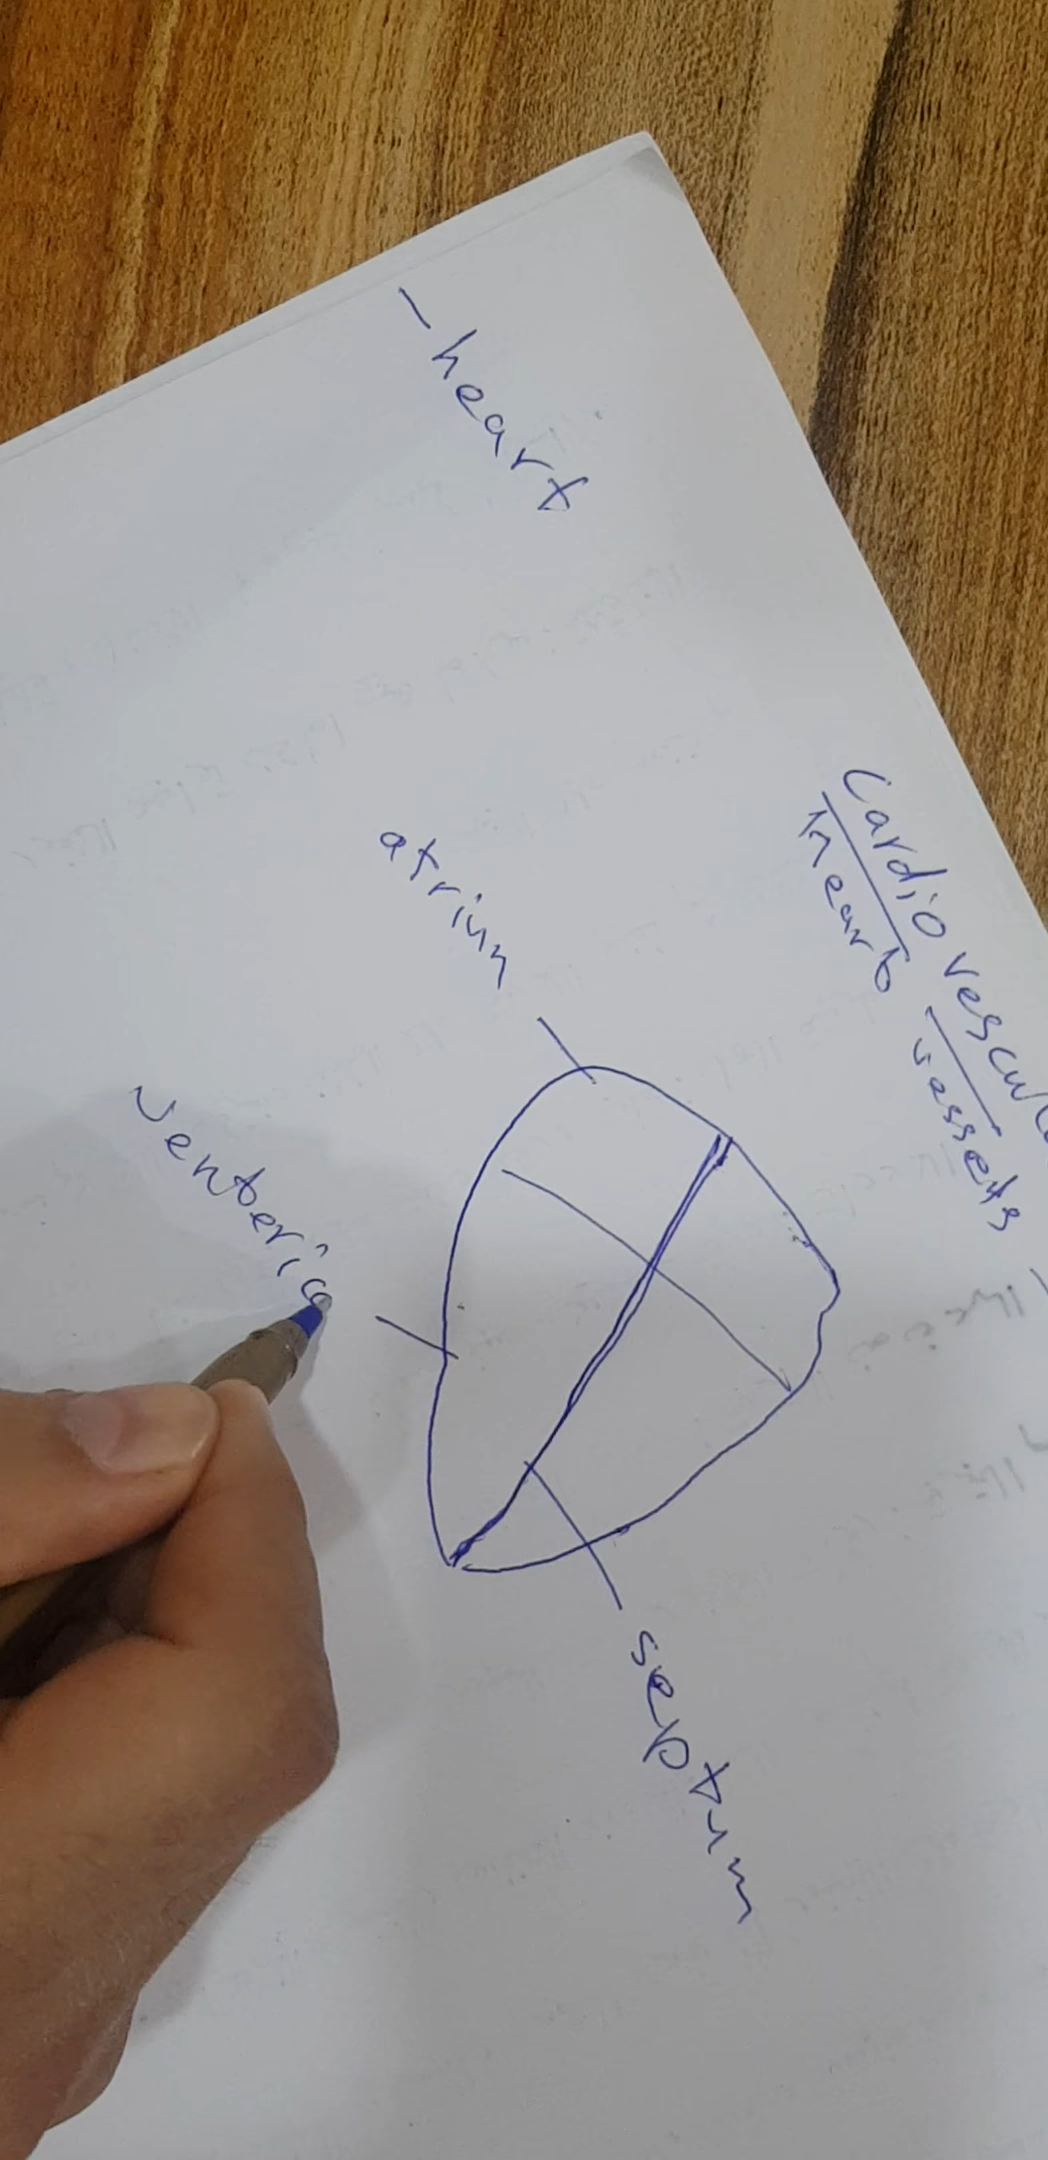 Cardio vescul
heart vessels
- heart
atrium
venteric
septum